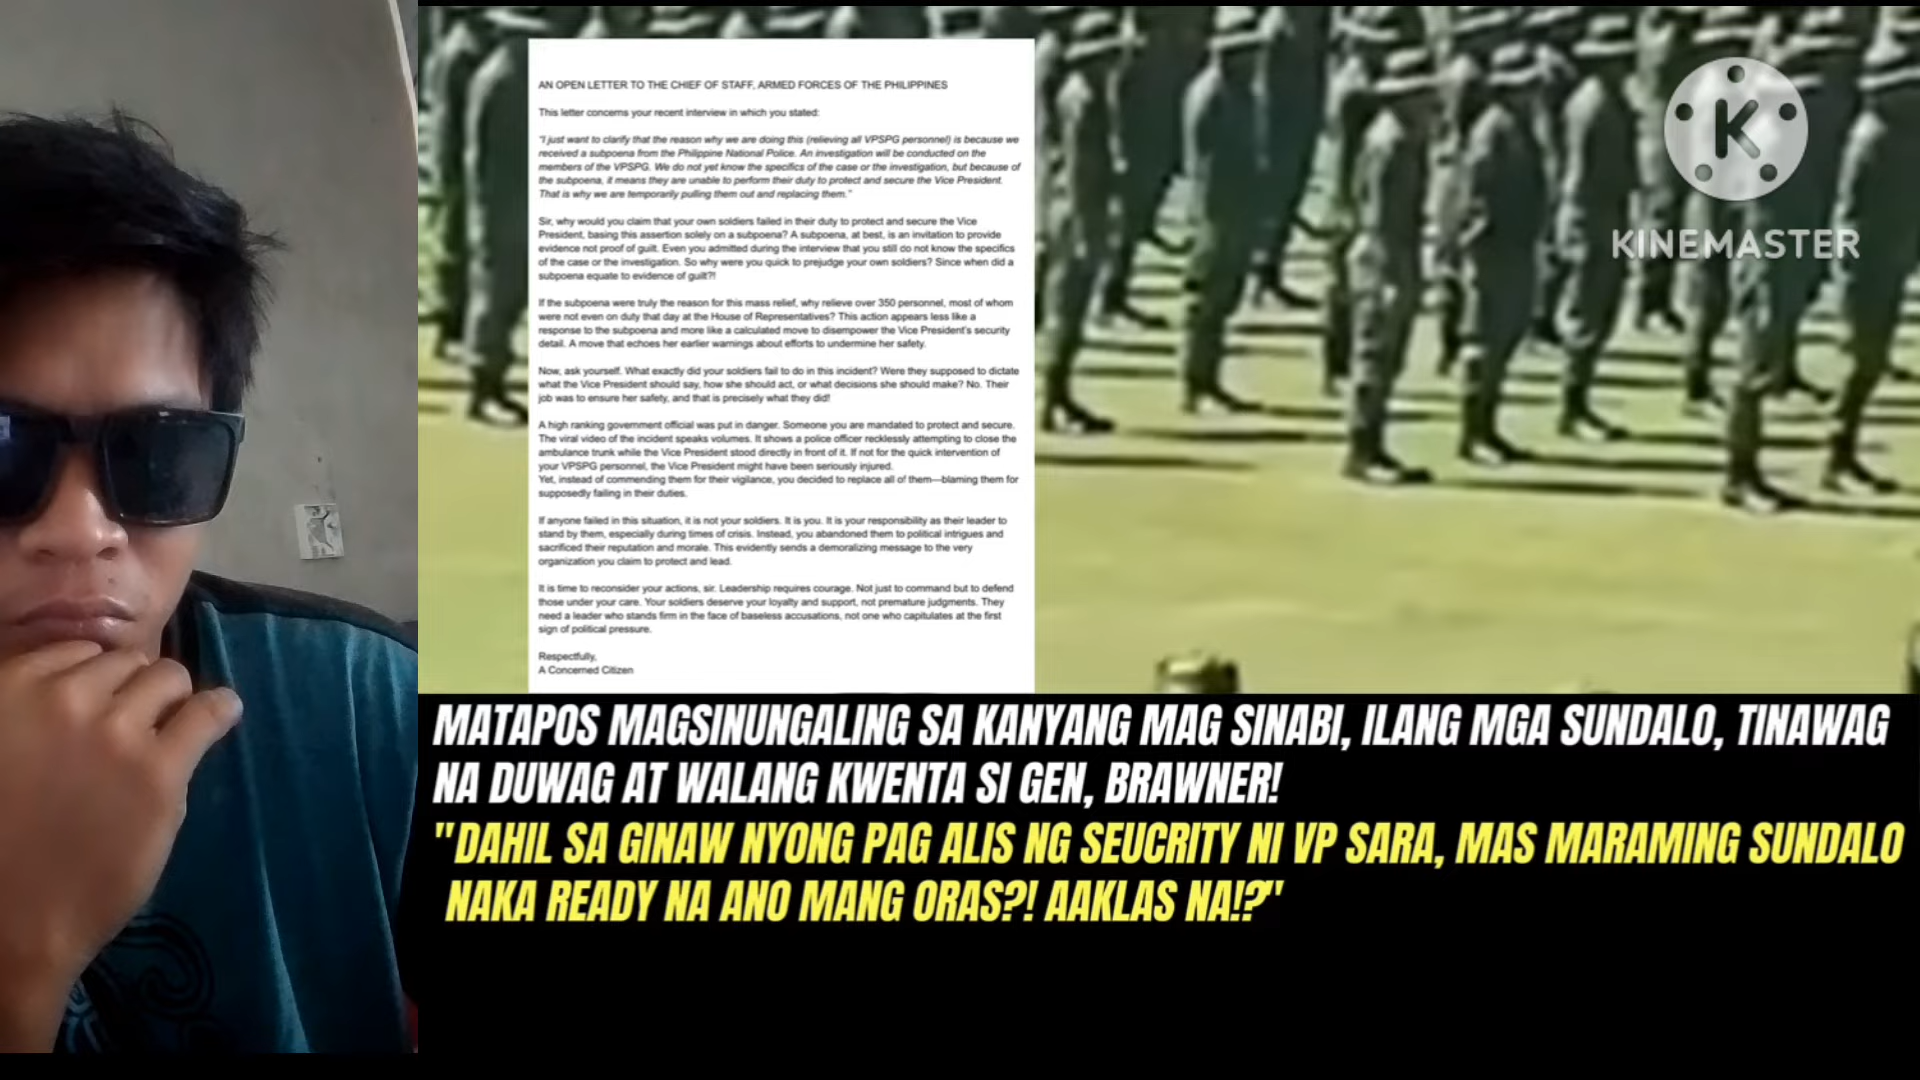 AN OPEN LETTER TO THE CHIEF OF STAFF, ARMED FORCES OF THE PHILIPPINES
This letter concerns your recent interview in which you stated:
"I just want to clarify that the reason why we are doing this (relieving all VPSPG personnel) is because we
received a subpoena from the Philippine National Police. An investigation will be conducted on the
members of the VPSPG. We do not yet know the specifics of the case or the investigation, but because of
the subpoena, it means they are unable to perform their duty to protect and secure the Vice President.
That is why we are temporarily pulling them out and replacing them."
Sir, why would you claim that your own soldiers failed in their duty to protect and secure the Vice
President, basing this assertion solely on a subpoena? A subpoena, at best, is an invitation to provide
evidence not proof of guilt. Even you admitted during the interview that you still do not know the specifics
of the case or the investigation. So why were you quick to prejudge your own soldiers? Since when did a
subpoena equate to evidence of guilt?!
If the subpoena were truly the reason for this mass relief, why relieve over 350 personnel, most of whom
were not even on duty that day at the House of Representatives? This action appears less like a
response to the subpoena and more like a calculated move to disempower the Vice President's security
detail. A move that echoes her earlier warnings about efforts to undermine her safety.
Now, ask yourself. What exactly did your soldiers fail to do in this incident? Were they supposed to dictate
what the Vice President should say, how she should act, or what decisions she should make? No. Their
job was to ensure her safety, and that is precisely what they did!
A high ranking government official was put in danger. Someone you are mandated to protect and secure.
The viral video of the incident speaks volumes. It shows a police officer recklessly attempting to close the
ambulance trunk while the Vice President stood directly in front of it. If not for the quick intervention of
your VPSPG personnel, the Vice President might have been seriously injured.
Yet, instead of commending them for their vigilance, you decided to replace all of them—blaming them for
supposedly failing in their duties.
If anyone failed in this situation, it is not your soldiers. It is you. It is your responsibility as their leader to
stand by them, especially during times of crisis. Instead, you abandoned them to political intrigues and
sacrificed their reputation and morale. This evidently sends a demoralizing message to the very
organization you claim to protect and lead.
It is time to reconsider your actions, sir. Leadership requires courage. Not just to command but to defend
those under your care. Your soldiers deserve your loyalty and support, not premature judgments. They
need a leader who stands firm in the face of baseless accusations, not one who capitulates at the first
sign of political pressure.
Respectfully,
A Concerned Citizen
K
KINEMASTER
MATAPOS MAGSINUNGALING SA KANYANG MAG SINABI, ILANG MGA SUNDALO, TINAWAG
NA DUWAG AT WALANG KWENTA SI GEN, BRAWNER!
"DAHIL SA GINAW NYONG PAG ALIS NG SEUCRITY NI VP SARA, MAS MARAMING SUNDALO
NAKA READY NA ANO MANG ORAS?! AAKLAS NA!?"